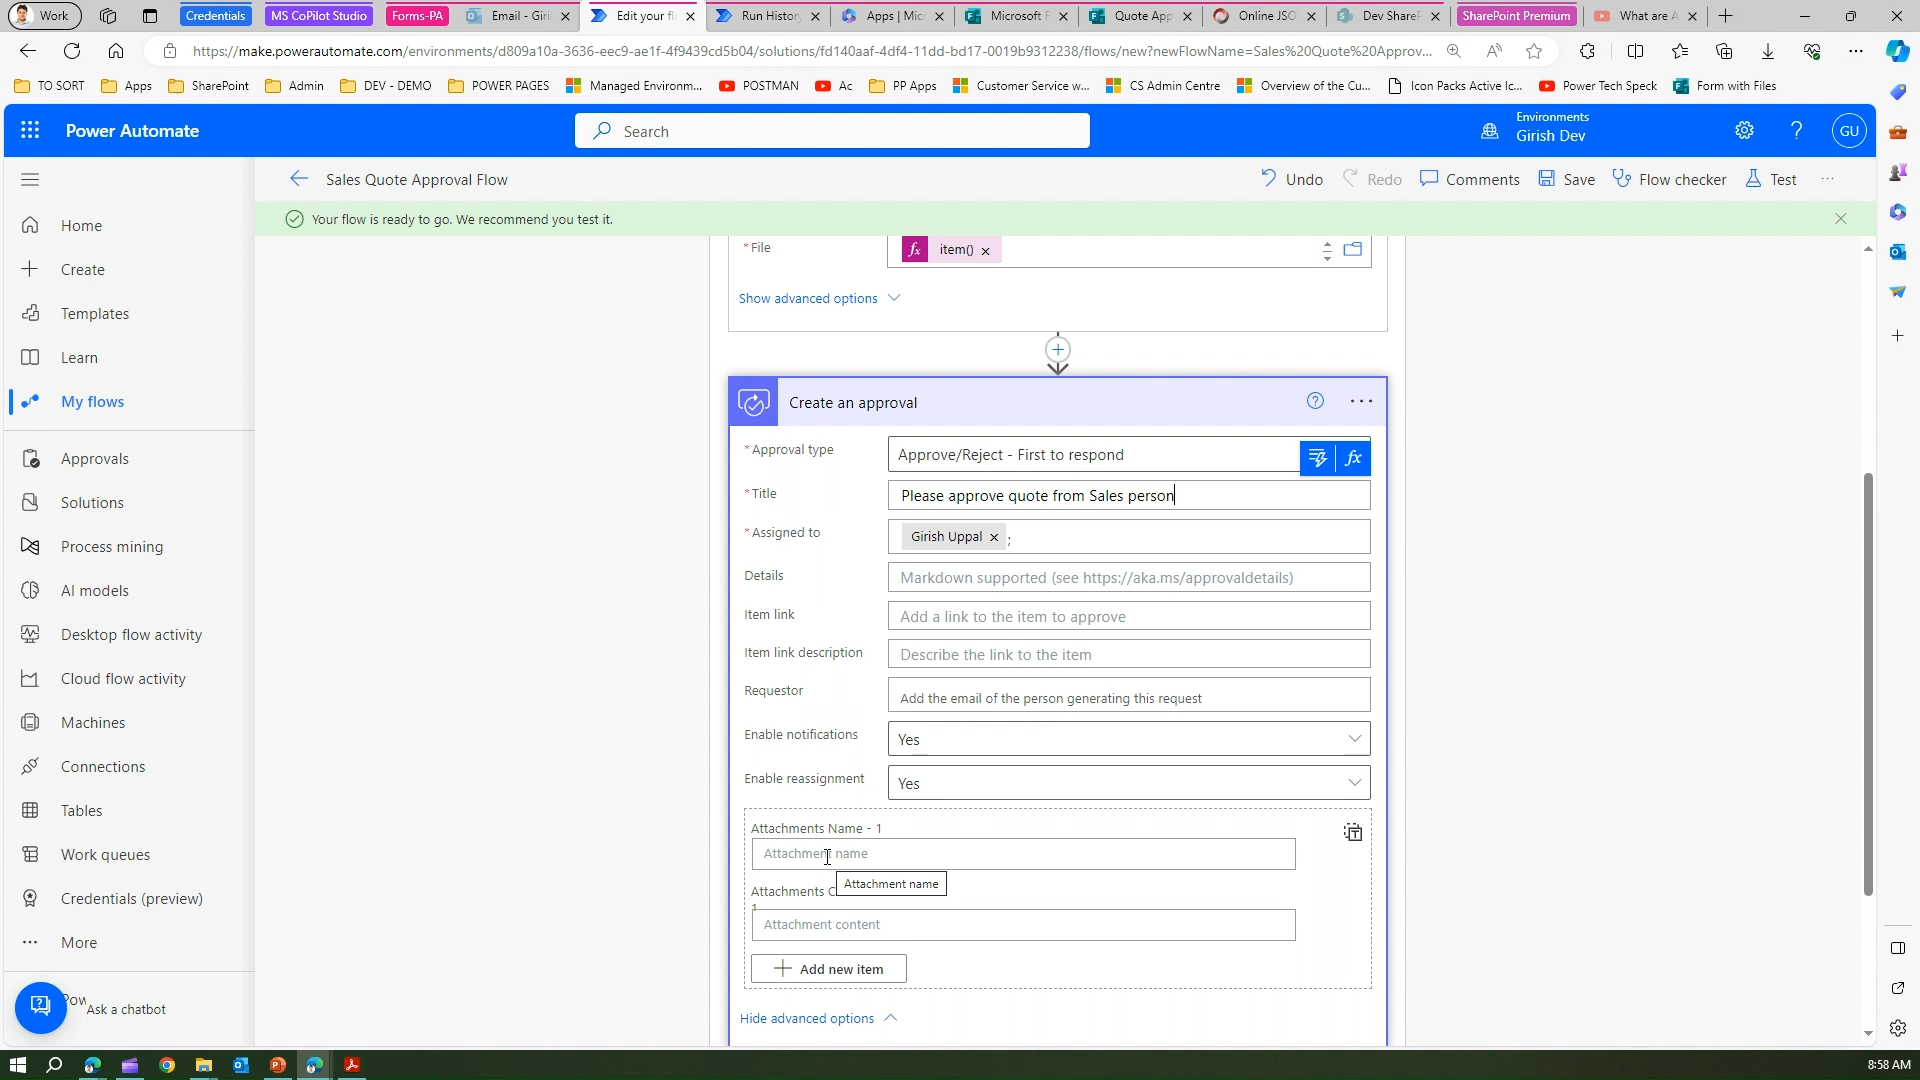 Work
Credentials
MS CoPilot Studio
Forms-PA
Email - Giri
Edit your fl
Run History
Apps | Micr
Microsoft F
Quote App
Online JSO
Dev ShareP
SharePoint Premium
What are A
https://make.powerautomate.com/environments/d809a10a-3636-eec9-ae1f-4f9439cd5b04/solutions/fd140aaf-4df4-11dd-bd17-0019b9312238/flows/new?newFlowName=Sales%20Quote%20Approv...
TO SORT
Apps
SharePoint
Admin
DEV - DEMO
POWER PAGES
Managed Environm...
POSTMAN
Ac
PP Apps
Customer Service w...
CS Admin Centre
Overview of the Cu...
Icon Packs Active Ic...
Power Tech Speck
Form with Files
Power Automate
Search
Environments
Girish Dev
GU
Sales Quote Approval Flow
Undo
Redo
Comments
Save
Flow checker
Test
Your flow is ready to go. We recommend you test it.
Home
Create
Templates
Learn
My flows
Approvals
Solutions
Process mining
AI models
Desktop flow activity
Cloud flow activity
Machines
Connections
Tables
Work queues
Credentials (preview)
More
Pow
Ask a chatbot
* File
fx item()
Show advanced options
Create an approval
* Approval type
Approve/Reject - First to respond
fx
* Title
Please approve quote from Sales person
* Assigned to
Girish Uppal ;
Details
Markdown supported (see https://aka.ms/approvaldetails)
Item link
Add a link to the item to approve
Item link description
Describe the link to the item
Requestor
Add the email of the person generating this request
Enable notifications
Yes
Enable reassignment
Yes
Attachments Name - 1
Attachment name
Attachment name
Attachments C
1
Attachment content
Add new item
Hide advanced options
8:58 AM